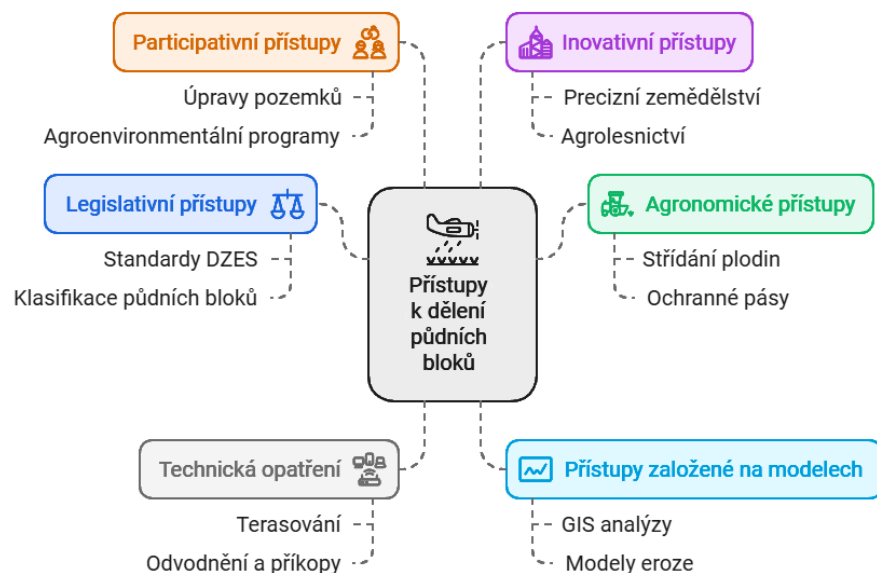 Participativní přístupy
Úpravy pozemků
Agroenvironmentální programy
Inovativní přístupy
Precizní zemědělství
Agrolesnictví
Legislativní přístupy
Standardy DZES
Klasifikace půdních bloků
Přístupy
k dělení
půdních
bloků
Agronomické přístupy
Střídání plodin
Ochranné pásy
Technická opatření
Terasování
Odvodnění a příkopy
Přístupy založené na modelech
GIS analýzy
Modely eroze